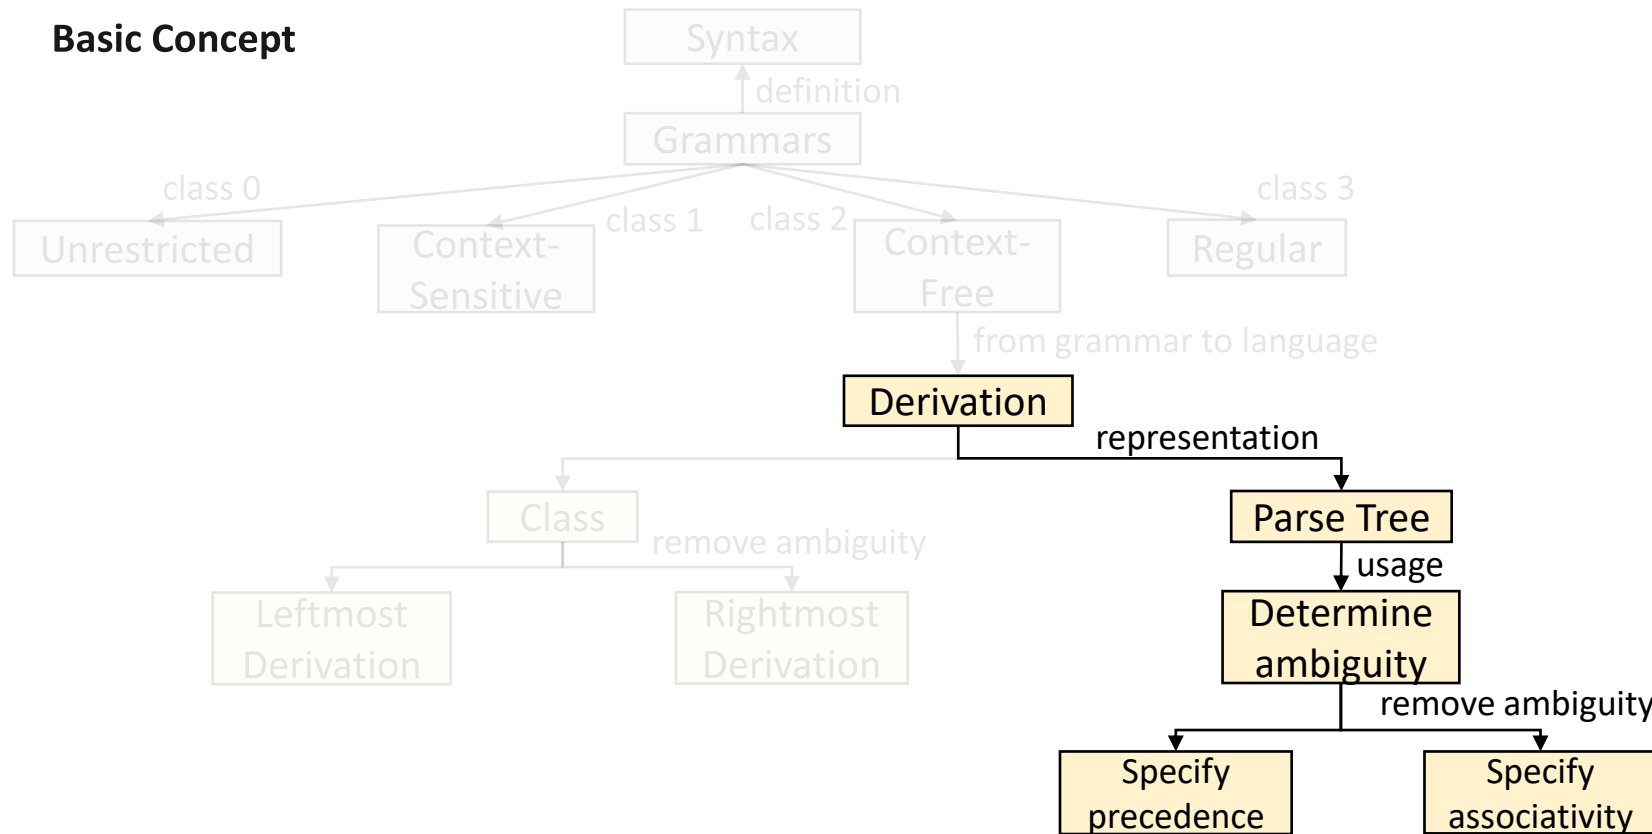 Basic Concept
Syntax
definition
Grammars
class 0
class 1
class 2
class 3
Unrestricted
Context-
Sensitive
Context-
Free
Regular
from grammar to language
Derivation
representation
Class
Parse Tree
remove ambiguity
usage
Leftmost
Derivation
Rightmost
Derivation
Determine
ambiguity
remove ambiguity
Specify
precedence
Specify
associativity